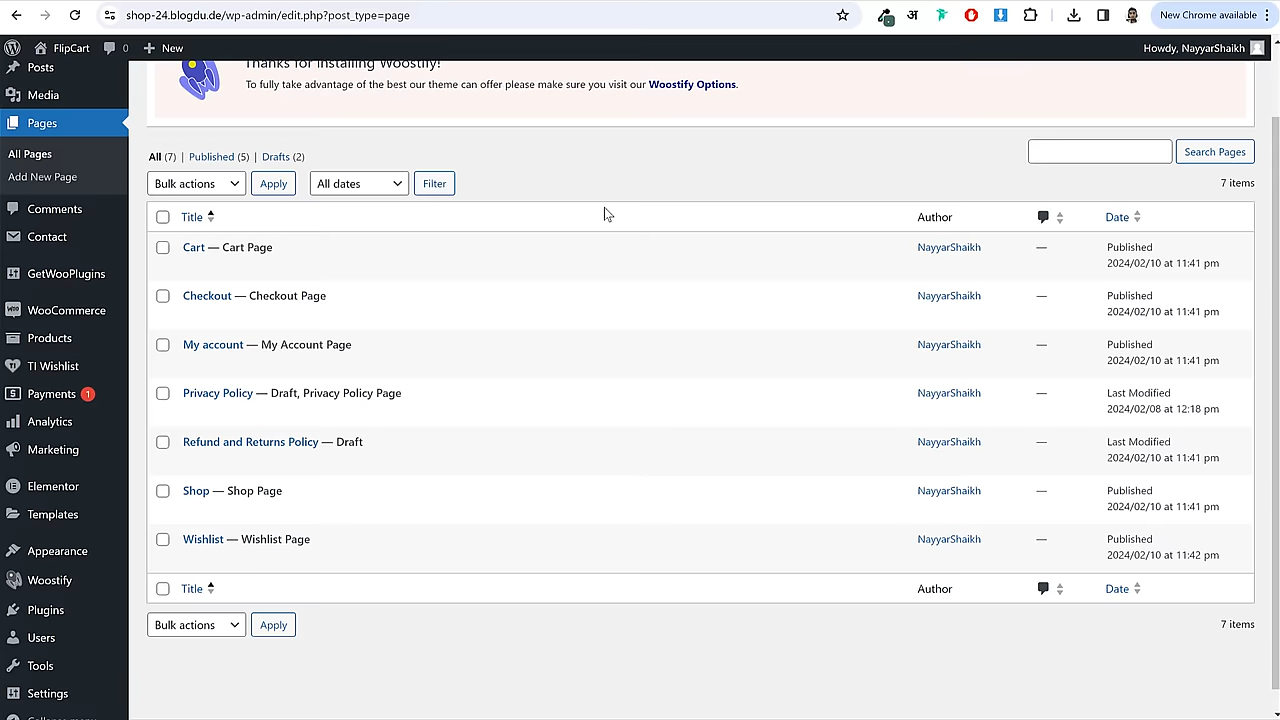 shop-24.blogdu.de/wp-admin/edit.php?post_type=page
अ
New Chrome available
FlipCart 0 New
Howdy, NayyarShaikh
Posts
Media
Pages
All Pages
Add New Page
Comments
Contact
GetWooPlugins
WooCommerce
Products
TI Wishlist
Payments 1
Analytics
Marketing
Elementor
Templates
Appearance
Woostify
Plugins
Users
Tools
Settings
Collapse menu
Thanks for installing Woostify!
To fully take advantage of the best our theme can offer please make sure you visit our Woostify Options.
All (7) | Published (5) | Drafts (2)
Search Pages
Bulk actions Apply All dates Filter
7 items
Title Author Date
Cart — Cart Page NayyarShaikh — Published
2024/02/10 at 11:41 pm
Checkout — Checkout Page NayyarShaikh — Published
2024/02/10 at 11:41 pm
My account — My Account Page NayyarShaikh — Published
2024/02/10 at 11:41 pm
Privacy Policy — Draft, Privacy Policy Page NayyarShaikh — Last Modified
2024/02/08 at 12:18 pm
Refund and Returns Policy — Draft NayyarShaikh — Last Modified
2024/02/10 at 11:41 pm
Shop — Shop Page NayyarShaikh — Published
2024/02/10 at 11:41 pm
Wishlist — Wishlist Page NayyarShaikh — Published
2024/02/10 at 11:42 pm
Title Author Date
Bulk actions Apply
7 items